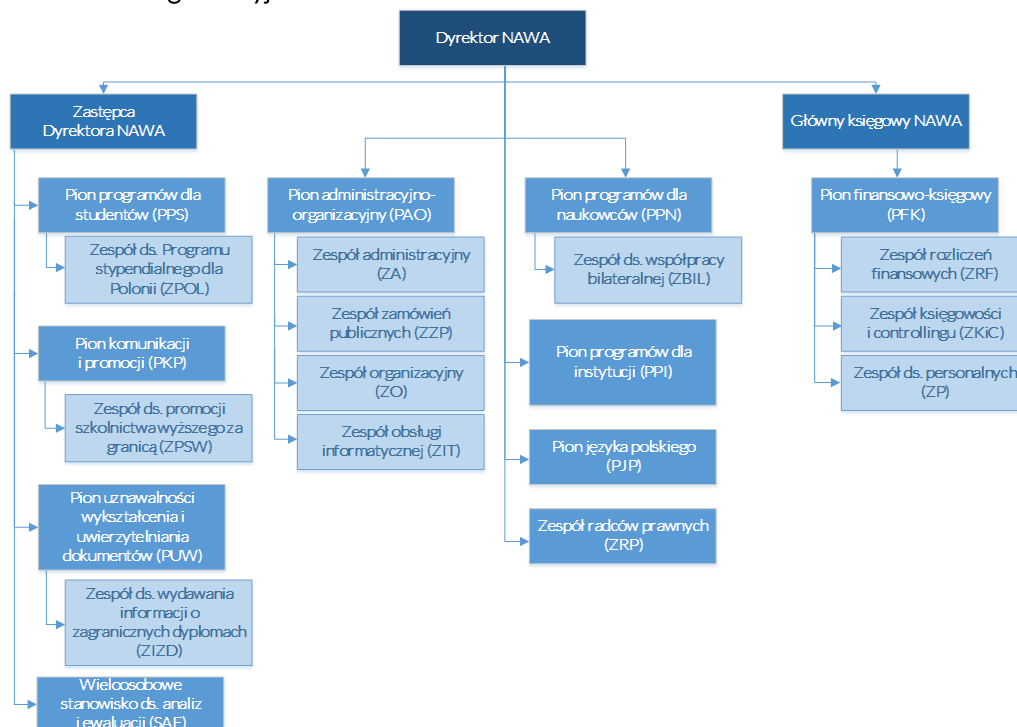 Dyrektor NAWA
Zastępca
Dyrektora NAWA
Główny księgowy NAWA
Pion programów dla
studentów (PPS)
Zespół ds. Programu
stypendialnego dla
Polonii (ZPOL)
Pion komunikacji
i promocji (PKP)
Zespół ds. promocji
szkolnictwa wyższego za
granicą (ZPSW)
Pion uznawalności
wykształcenia i
uwierzytelniania
dokumentów (PUW)
Zespół ds. wydawania
informacji o
zagranicznych dyplomach
(ZIZD)
Wieloosobowe
stanowisko ds. analiz
i ewaluacji (SAE)
Pion administracyjno-
organizacyjny (PAO)
Zespół administracyjny
(ZA)
Zespół zamówień
publicznych (ZZP)
Zespół organizacyjny
(ZO)
Zespół obsługi
informatycznej (ZIT)
Pion programów dla
naukowców (PPN)
Zespół ds. współpracy
bilateralnej (ZBIL)
Pion programów dla
instytucji (PPI)
Pion języka polskiego
(PJP)
Zespół radców prawnych
(ZRP)
Pion finansowo-księgowy
(PFK)
Zespół rozliczeń
finansowych (ZRF)
Zespół księgowości
i controllingu (ZKiC)
Zespół ds. personalnych
(ZP)